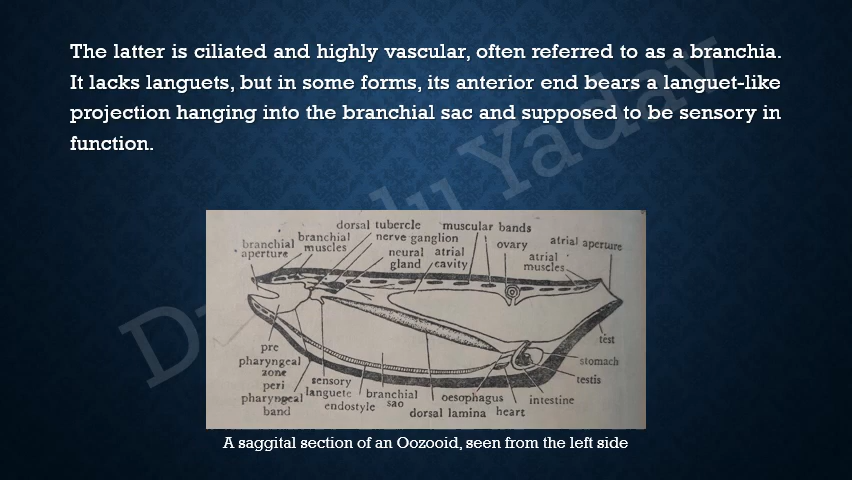 The latter is ciliated and highly vascular, often referred to as a branchia.
It lacks languets, but in some forms, its anterior end bears a languet-like
projection hanging into the branchial sac and supposed to be sensory in
function.
dorsal tubercle muscular bands
branchial nerve ganglion ovary atrial aperture
branchial muscles
aperture
neural atrial atrial
gland cavity muscles
test
pre stomach
pharyngeal
zone testis
peri sensory branchial oesophagus intestine
pharyngeal languete sao
band endostyle dorsal lamina heart
A saggital section of an Oozooid, seen from the left side